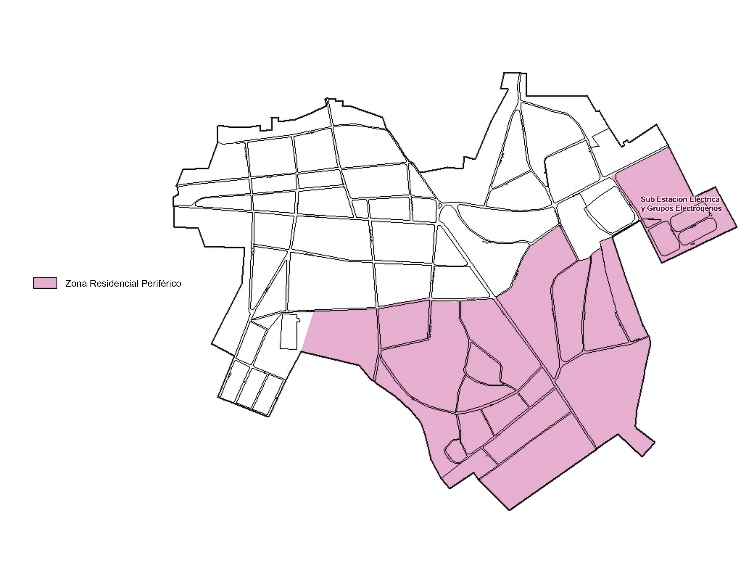 Sub Estación Eléctrica
y Grupos Electrógenos
Zona Residencial Periférico